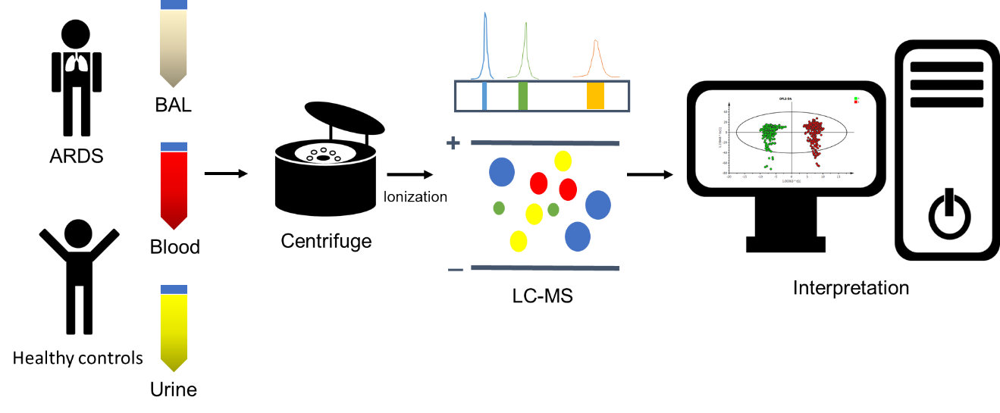 BAL
ARDS
Blood
Healthy controls
Urine
Centrifuge
Ionization
+
−
LC-MS
OPLS-DA
Interpretation